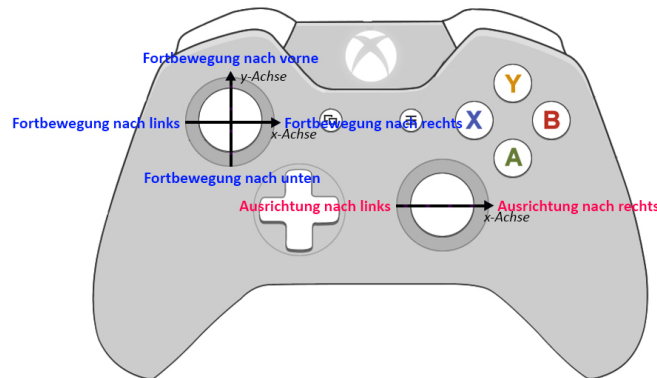 Fortbewegung nach vorne
y-Achse
Y
Fortbewegung nach links
Fortbewegung nach rechts
X
B
x-Achse
A
Fortbewegung nach unten
Ausrichtung nach links
Ausrichtung nach rechts
x-Achse